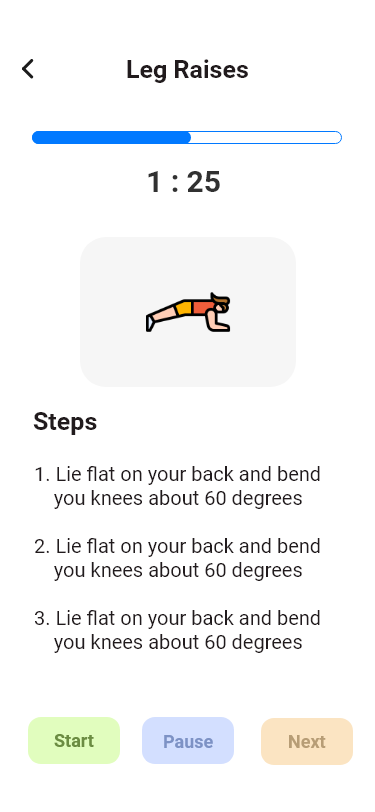 Leg Raises
1 : 25
Steps
1. Lie flat on your back and bend
you knees about 60 degrees
2. Lie flat on your back and bend
you knees about 60 degrees
3. Lie flat on your back and bend
you knees about 60 degrees
Start Pause Next